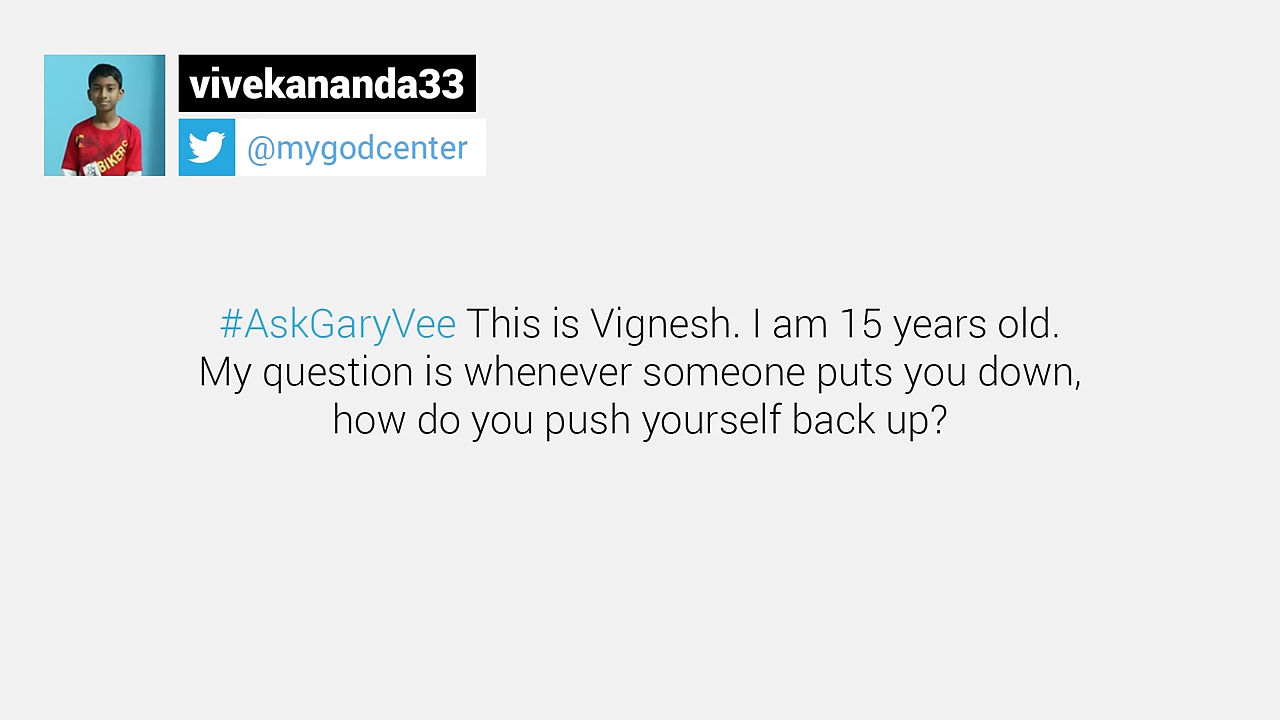 vivekananda33
@mygodcenter
BIKERS
#AskGaryVee This is Vignesh. I am 15 years old.
My question is whenever someone puts you down,
how do you push yourself back up?